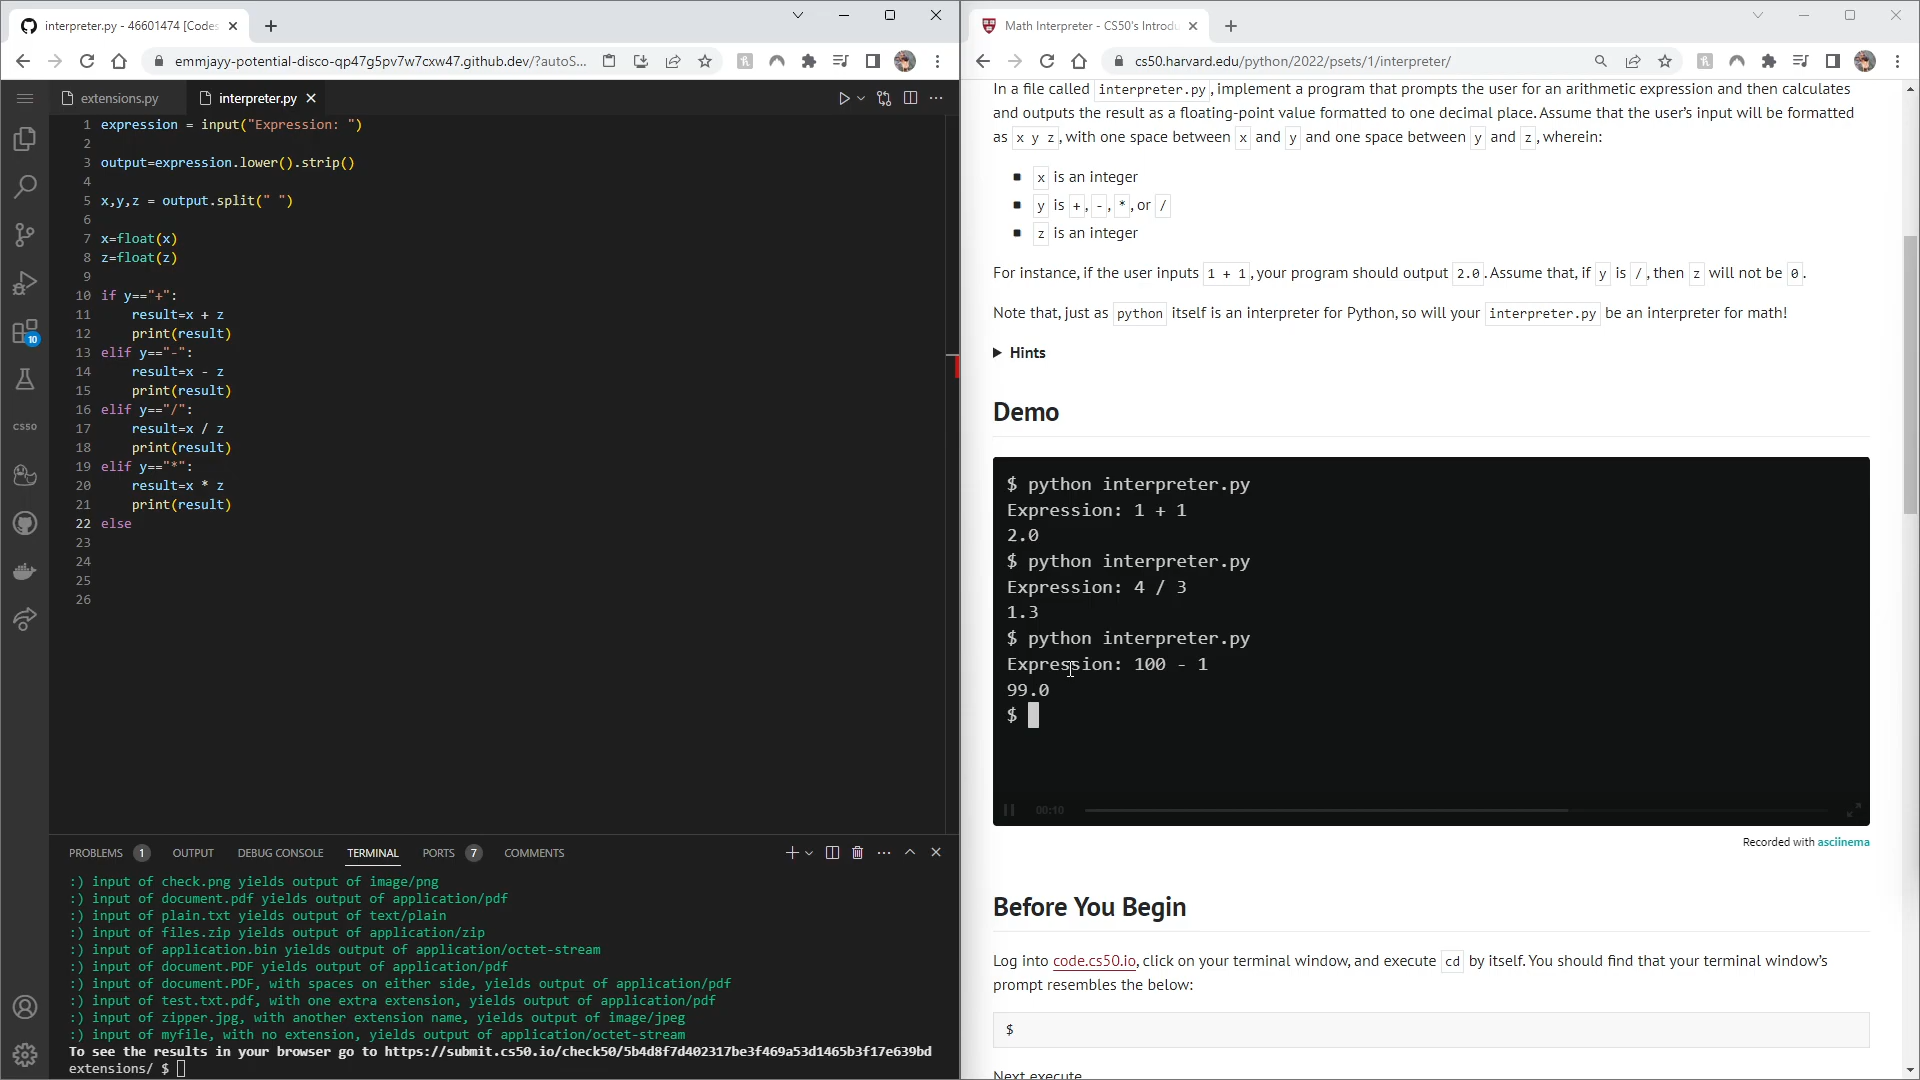 interpreter.py - 46601474 [Codes
emmjayy-potential-disco-qp47g5pv7w7cxw47.github.dev/?autoS...
extensions.py
interpreter.py
1 expression = input("Expression: ")
2
3 output=expression.lower().strip()
4
5 x,y,z = output.split(" ")
6
7 x=float(x)
8 z=float(z)
9
10 if y=="+":
11 result=x + z
12 print(result)
13 elif y=="-":
14 result=x - z
15 print(result)
16 elif y=="/":
17 result=x / z
18 print(result)
19 elif y=="*":
20 result=x * z
21 print(result)
22 else
23
24
25
26
10
CS50
PROBLEMS 1 OUTPUT DEBUG CONSOLE TERMINAL PORTS 7 COMMENTS
:) input of check.png yields output of image/png
:) input of document.pdf yields output of application/pdf
:) input of plain.txt yields output of text/plain
:) input of files.zip yields output of application/zip
:) input of application.bin yields output of application/octet-stream
:) input of document.PDF yields output of application/pdf
:) input of document.PDF, with spaces on either side, yields output of application/pdf
:) input of test.txt.pdf, with one extra extension, yields output of application/pdf
:) input of zipper.jpg, with another extension name, yields output of image/jpeg
:) input of myfile, with no extension, yields output of application/octet-stream
To see the results in your browser go to https://submit.cs50.io/check50/5b4d8f7d402317be3f469a53d1465b3f17e639bd
extensions/ $
Math Interpreter - CS50's Introdu
cs50.harvard.edu/python/2022/psets/1/interpreter/
In a file called interpreter.py, implement a program that prompts the user for an arithmetic expression and then calculates
and outputs the result as a floating-point value formatted to one decimal place. Assume that the user's input will be formatted
as x y z, with one space between x and y and one space between y and z, wherein:
x is an integer
y is +, -, *, or /
z is an integer
For instance, if the user inputs 1 + 1, your program should output 2.0. Assume that, if y is /, then z will not be 0.
Note that, just as python itself is an interpreter for Python, so will your interpreter.py be an interpreter for math!
Hints
Demo
$ python interpreter.py
Expression: 1 + 1
2.0
$ python interpreter.py
Expression: 4 / 3
1.3
$ python interpreter.py
Expression: 100 - 1
99.0
$
00:10
Recorded with asciinema
Before You Begin
Log into code.cs50.io, click on your terminal window, and execute cd by itself. You should find that your terminal window's
prompt resembles the below:
$
Next execute